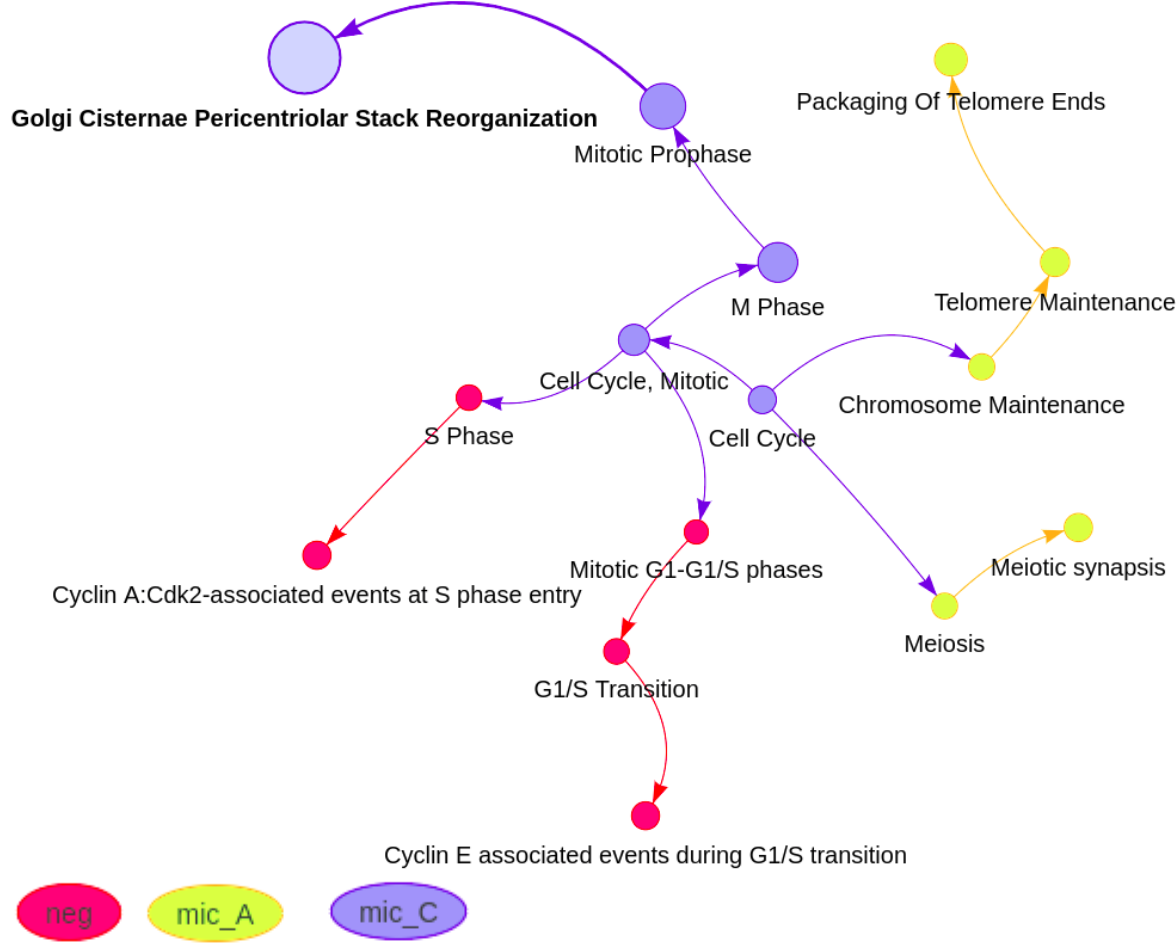 Packaging Of Telomere Ends
Golgi Cisternae Pericentriolar Stack Reorganization
Mitotic Prophase
Telomere Maintenance
M Phase
Cell Cycle, Mitotic
Chromosome Maintenance
S Phase
Cell Cycle
Mitotic G1-G1/S phases
Meiotic synapsis
Cyclin A:Cdk2-associated events at S phase entry
Meiosis
G1/S Transition
Cyclin E associated events during G1/S transition
neg
mic_A
mic_C